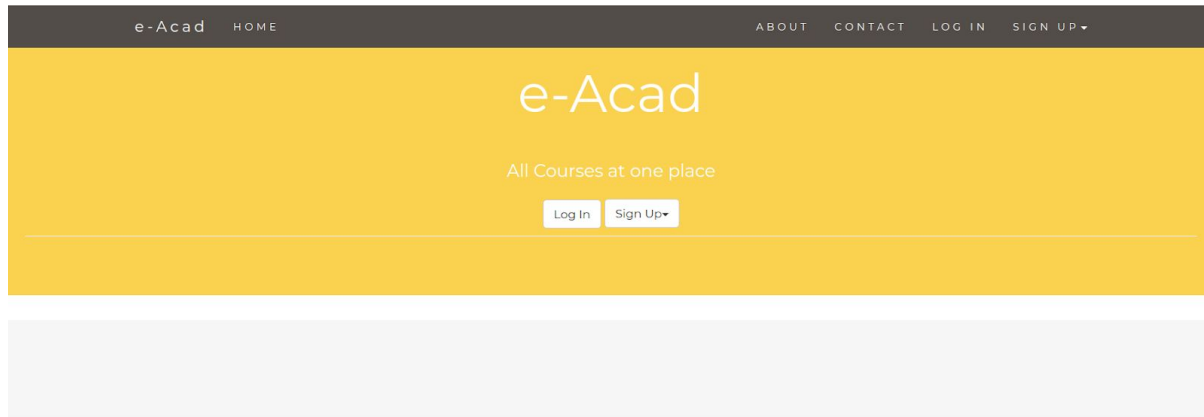 e-Acad HOME ABOUT CONTACT LOG IN SIGN UP
e-Acad
All Courses at one place
Log In Sign Up